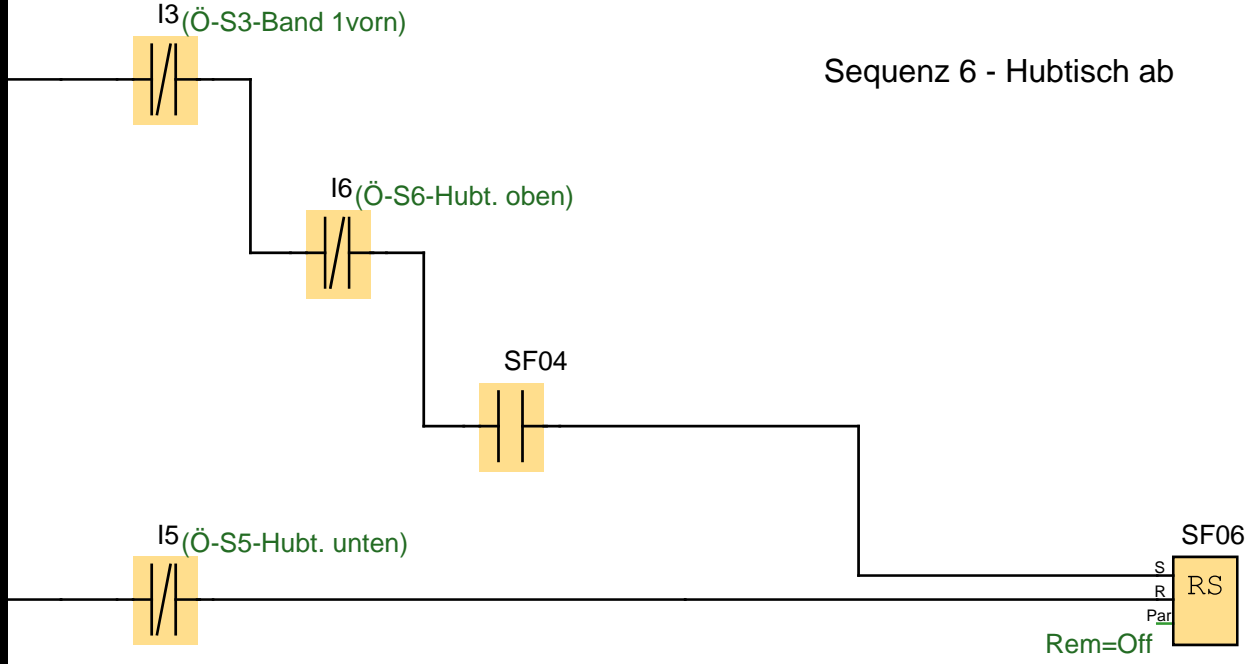 I3 (Ö-S3-Band 1vorn)
Sequenz 6 - Hubtisch ab
I6 (Ö-S6-Hubt. oben)
SF04
I5 (Ö-S5-Hubt. unten)
SF06
S
R
RS
Par
Rem=Off